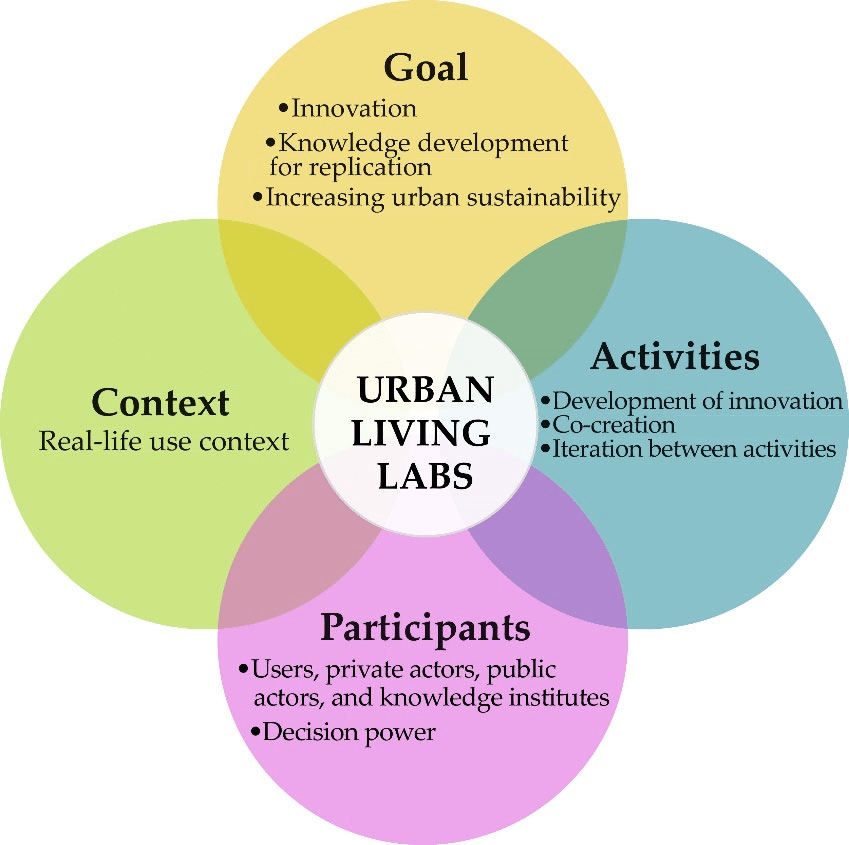 Goal
•Innovation
•Knowledge development
for replication
•Increasing urban sustainability
Context
Real-life use context
URBAN
LIVING
LABS
Activities
•Development of innovation
•Co-creation
•Iteration between activities
Participants
•Users, private actors, public
actors, and knowledge institutes
•Decision power